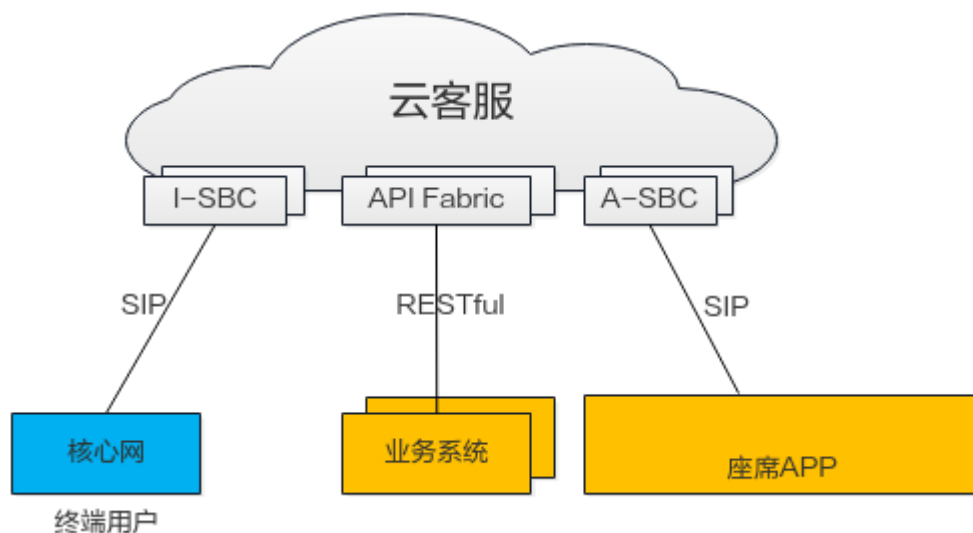 云客服
I-SBC
API Fabric
A-SBC
SIP
RESTful
SIP
核心网
业务系统
座席APP
终端用户